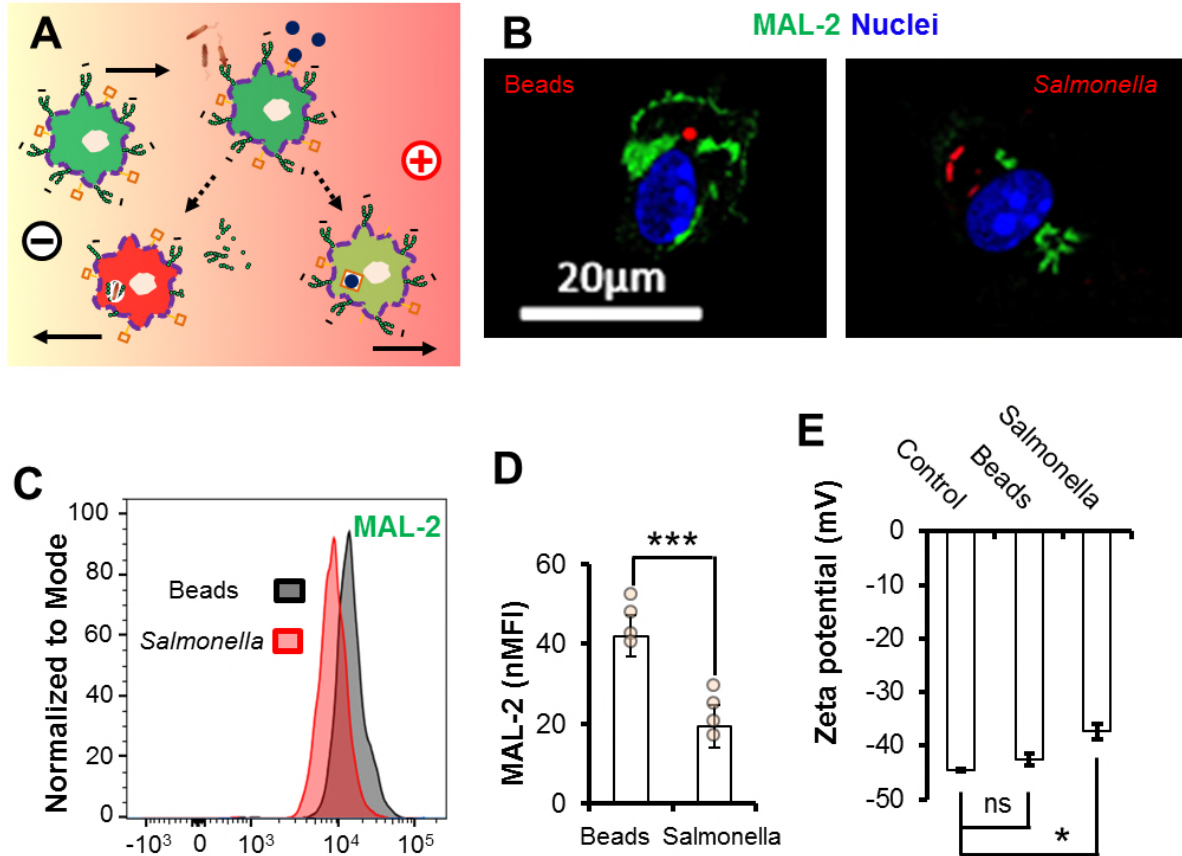 A
+
−
B
MAL-2 Nuclei
Beads
20μm
Salmonella
C
Normalized to Mode
100
80
60
40
20
0
MAL-2
Beads
Salmonella
-10³ 0 10³ 10⁴ 10⁵
D
MAL-2 (nMFI)
60
40
20
0
***
Beads Salmonella
E
Control
Beads
Salmonella
Zeta potential (mV)
0
-10
-20
-30
-40
-50
ns
*